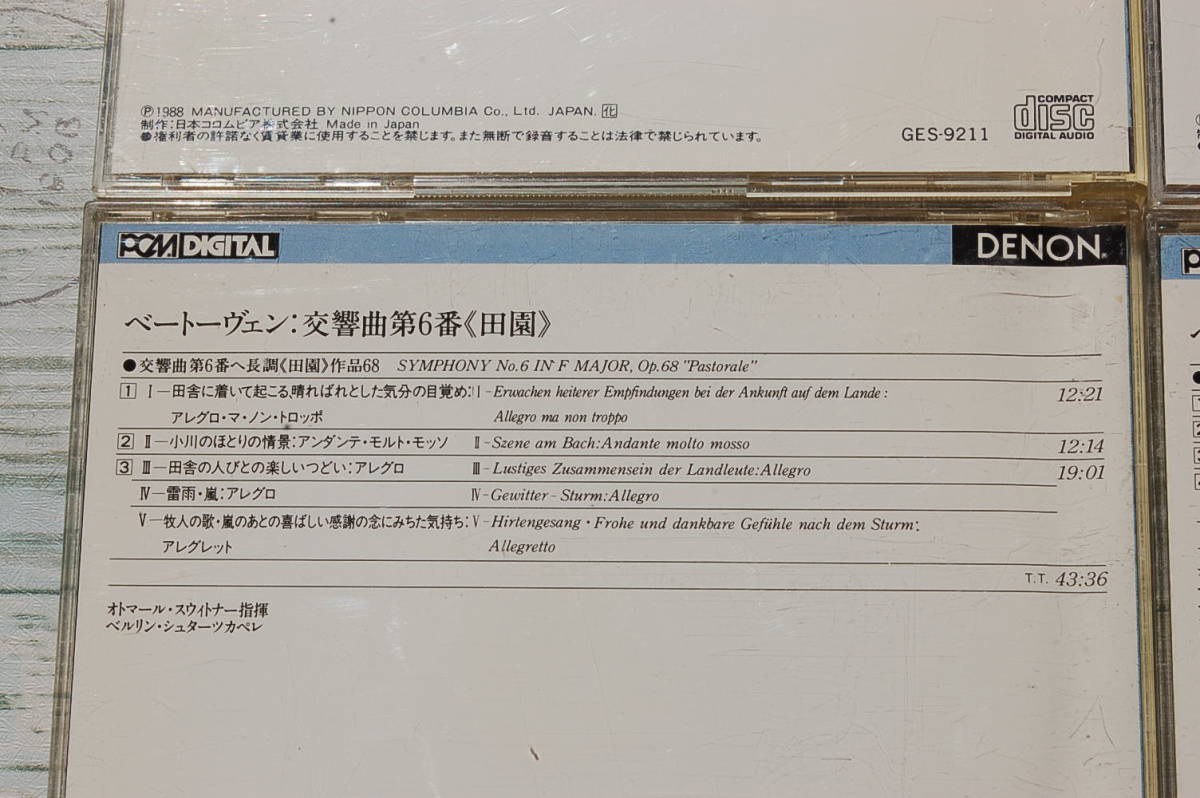 Ⓟ1988 MANUFACTURED BY NIPPON COLUMBIA Co., Ltd. JAPAN. 化
制作:日本コロムビア株式会社 Made in Japan
●権利者の許諾なく賃貸業に使用することを禁じます。また無断で録音することは法律で禁じられています。
GES-9211
COMPACT
disc
DIGITAL AUDIO
PCM DIGITAL
DENON®
ベートーヴェン:交響曲第6番《田園》
●交響曲第6番ヘ長調《田園》作品68 SYMPHONY No.6 IN F MAJOR, Op.68 "Pastorale"
1 I—田舎に着いて起こる,晴ればれとした気分の目覚め: I-Erwachen heiterer Empfindungen bei der Ankunft auf dem Lande: 12:21
アレグロ・マ・ノン・トロッポ Allegro ma non troppo
2 II—小川のほとりの情景:アンダンテ・モルト・モッソ II-Szene am Bach:Andante molto mosso 12:14
3 III—田舎の人びとの楽しいつどい:アレグロ III-Lustiges Zusammensein der Landleute:Allegro 19:01
IV—雷雨・嵐:アレグロ IV-Gewitter-Sturm:Allegro
V—牧人の歌・嵐のあとの喜ばしい感謝の念にみちた気持ち: V-Hirtengesang・Frohe und dankbare Gefühle nach dem Sturm:
アレグレット Allegretto
T.T. 43:36
オトマール・スウィトナー指揮
ベルリン・シュターツカペレ